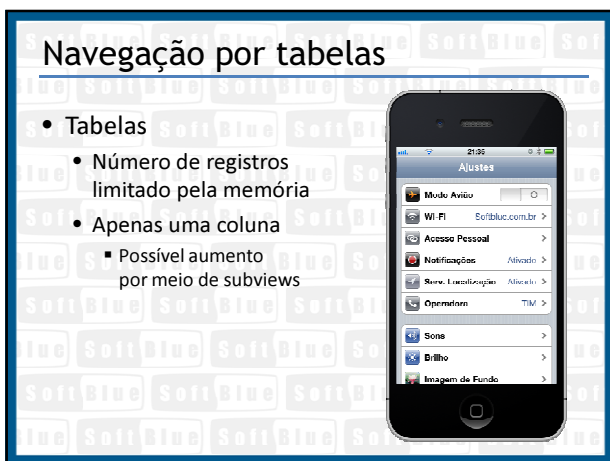 Navegação por tabelas
• Tabelas
• Número de registros
limitado pela memória
• Apenas uma coluna
▪ Possível aumento
por meio de subviews
21:36
Ajustes
Modo Avião
Wi-Fi Softblue.com.br >
Acesso Pessoal >
Notificações Ativado >
Serv. Localização Ativado >
Operadora TIM >
Sons >
Brilho >
Imagem de Fundo >